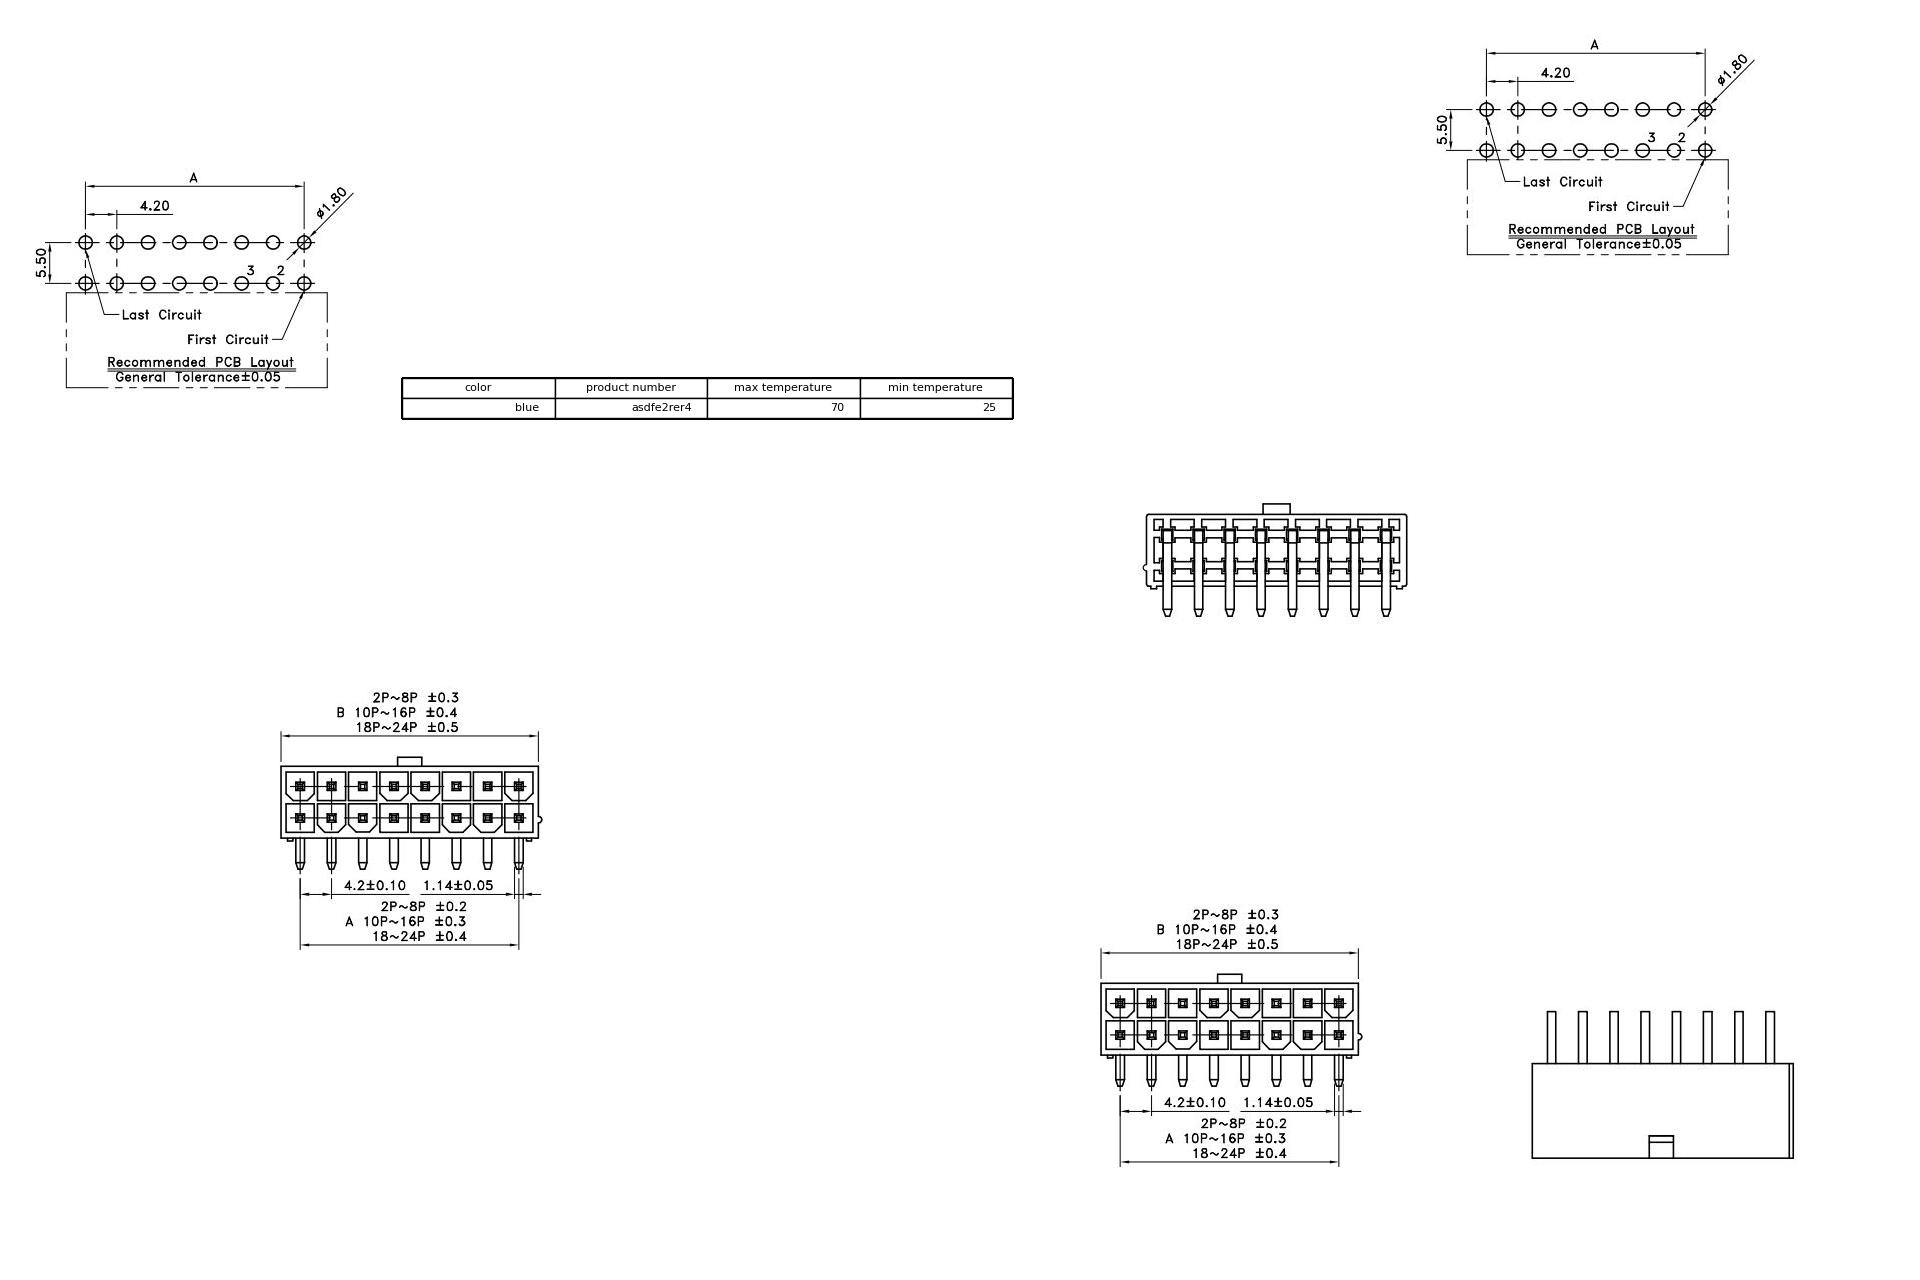 A
4.20
ø1.80
5.50
3 2
Last Circuit
First Circuit
Recommended PCB Layout
General Tolerance±0.05
A
4.20
ø1.80
5.50
3 2
Last Circuit
First Circuit
Recommended PCB Layout
General Tolerance±0.05
color product number max temperature min temperature
blue asdfe2rer4 70 25
2P~8P ±0.3
B 10P~16P ±0.4
18P~24P ±0.5
4.2±0.10 1.14±0.05
2P~8P ±0.2
A 10P~16P ±0.3
18~24P ±0.4
2P~8P ±0.3
B 10P~16P ±0.4
18P~24P ±0.5
4.2±0.10 1.14±0.05
2P~8P ±0.2
A 10P~16P ±0.3
18~24P ±0.4